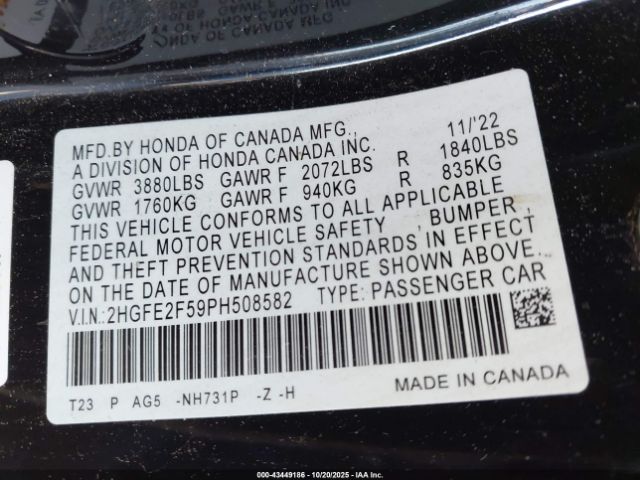 MFD.BY HONDA OF CANADA MFG., 11/'22
A DIVISION OF HONDA CANADA INC.
GVWR 3880LBS GAWR F 2072LBS R 1840LBS
GVWR 1760KG GAWR F 940KG R 835KG
THIS VEHICLE CONFORMS TO ALL APPLICABLE
FEDERAL MOTOR VEHICLE SAFETY , BUMPER ,
AND THEFT PREVENTION STANDARDS IN EFFECT
ON THE DATE OF MANUFACTURE SHOWN ABOVE.
V.I.N.:2HGFE2F59PH508582 TYPE: PASSENGER CAR
T23 P AG5 -NH731P -Z -H MADE IN CANADA
000-43449186 - 10/20/2025 - IAA Inc.